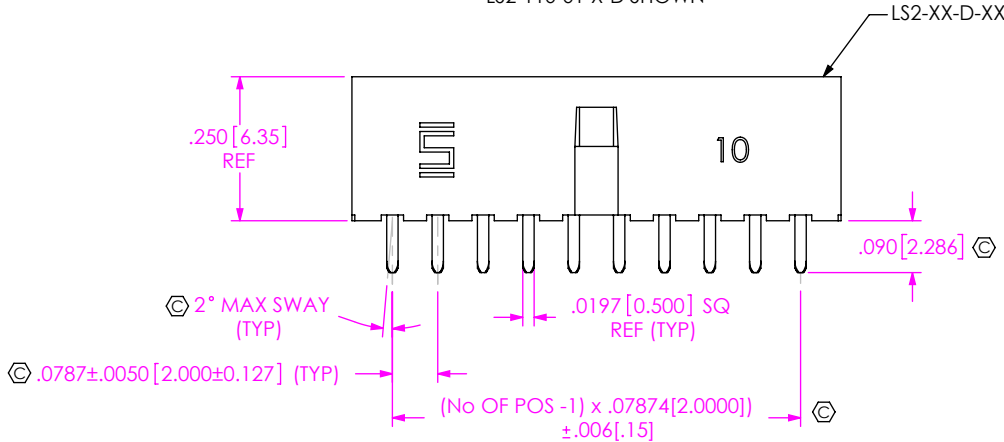 LS2-XX-D-XX
.250[6.35]
REF
10
.090[2.286] C
C 2° MAX SWAY
(TYP)
.0197[0.500] SQ
REF (TYP)
C .0787±.0050[2.000±0.127] (TYP)
(No OF POS -1) x .07874[2.0000])
±.006[.15]
C